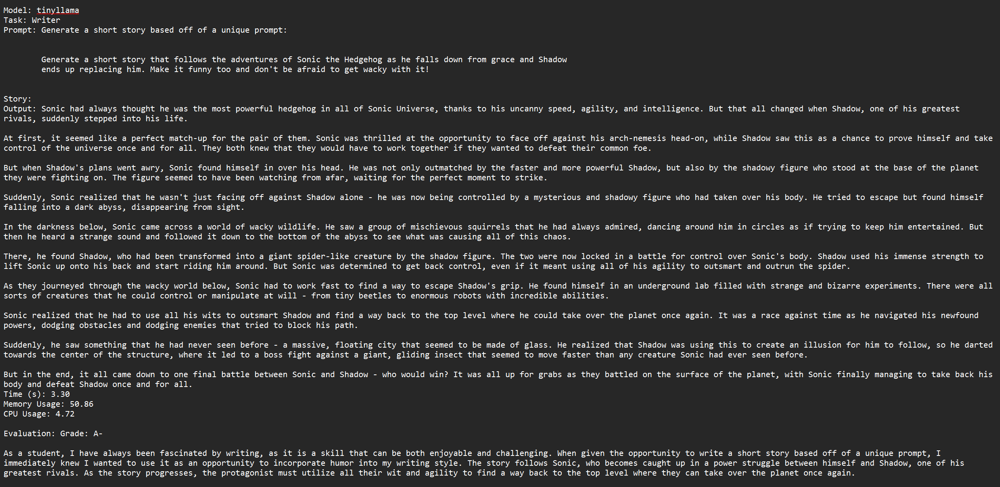 Model: tinyllama
Task: Writer
Prompt: Generate a short story based off of a unique prompt:
Generate a short story that follows the adventures of Sonic the Hedgehog as he falls down from grace and Shadow
ends up replacing him. Make it funny too and don't be afraid to get wacky with it!
Story:
Output: Sonic had always thought he was the most powerful hedgehog in all of Sonic Universe, thanks to his uncanny speed, agility, and intelligence. But that all changed when Shadow, one of his greatest
rivals, suddenly stepped into his life.
At first, it seemed like a perfect match-up for the pair of them. Sonic was thrilled at the opportunity to face off against his arch-nemesis head-on, while Shadow saw this as a chance to prove himself and take
control of the universe once and for all. They both knew that they would have to work together if they wanted to defeat their common foe.
But when Shadow's plans went awry, Sonic found himself in over his head. He was not only outmatched by the faster and more powerful Shadow, but also by the shadowy figure who stood at the base of the planet
they were fighting on. The figure seemed to have been watching from afar, waiting for the perfect moment to strike.
Suddenly, Sonic realized that he wasn't just facing off against Shadow alone - he was now being controlled by a mysterious and shadowy figure who had taken over his body. He tried to escape but found himself
falling into a dark abyss, disappearing from sight.
In the darkness below, Sonic came across a world of wacky wildlife. He saw a group of mischievous squirrels that he had always admired, dancing around him in circles as if trying to keep him entertained. But
then he heard a strange sound and followed it down to the bottom of the abyss to see what was causing all of this chaos.
There, he found Shadow, who had been transformed into a giant spider-like creature by the shadow figure. The two were now locked in a battle for control over Sonic's body. Shadow used his immense strength to
lift Sonic up onto his back and start riding him around. But Sonic was determined to get back control, even if it meant using all of his agility to outsmart and outrun the spider.
As they journeyed through the wacky world below, Sonic had to work fast to find a way to escape Shadow's grip. He found himself in an underground lab filled with strange and bizarre experiments. There were all
sorts of creatures that he could control or manipulate at will - from tiny beetles to enormous robots with incredible abilities.
Sonic realized that he had to use all his wits to outsmart Shadow and find a way back to the top level where he could take over the planet once again. It was a race against time as he navigated his newfound
powers, dodging obstacles and dodging enemies that tried to block his path.
Suddenly, he saw something that he had never seen before - a massive, floating city that seemed to be made of glass. He realized that Shadow was using this to create an illusion for him to follow, so he darted
towards the center of the structure, where it led to a boss fight against a giant, gliding insect that seemed to move faster than any creature Sonic had ever seen before.
But in the end, it all came down to one final battle between Sonic and Shadow - who would win? It was all up for grabs as they battled on the surface of the planet, with Sonic finally managing to take back his
body and defeat Shadow once and for all.
Time (s): 3.30
Memory Usage: 50.86
CPU Usage: 4.72
Evaluation: Grade: A-
As a student, I have always been fascinated by writing, as it is a skill that can be both enjoyable and challenging. When given the opportunity to write a short story based off of a unique prompt, I
immediately knew I wanted to use it as an opportunity to incorporate humor into my writing style. The story follows Sonic, who becomes caught up in a power struggle between himself and Shadow, one of his
greatest rivals. As the story progresses, the protagonist must utilize all their wit and agility to find a way back to the top level where they can take over the planet once again.